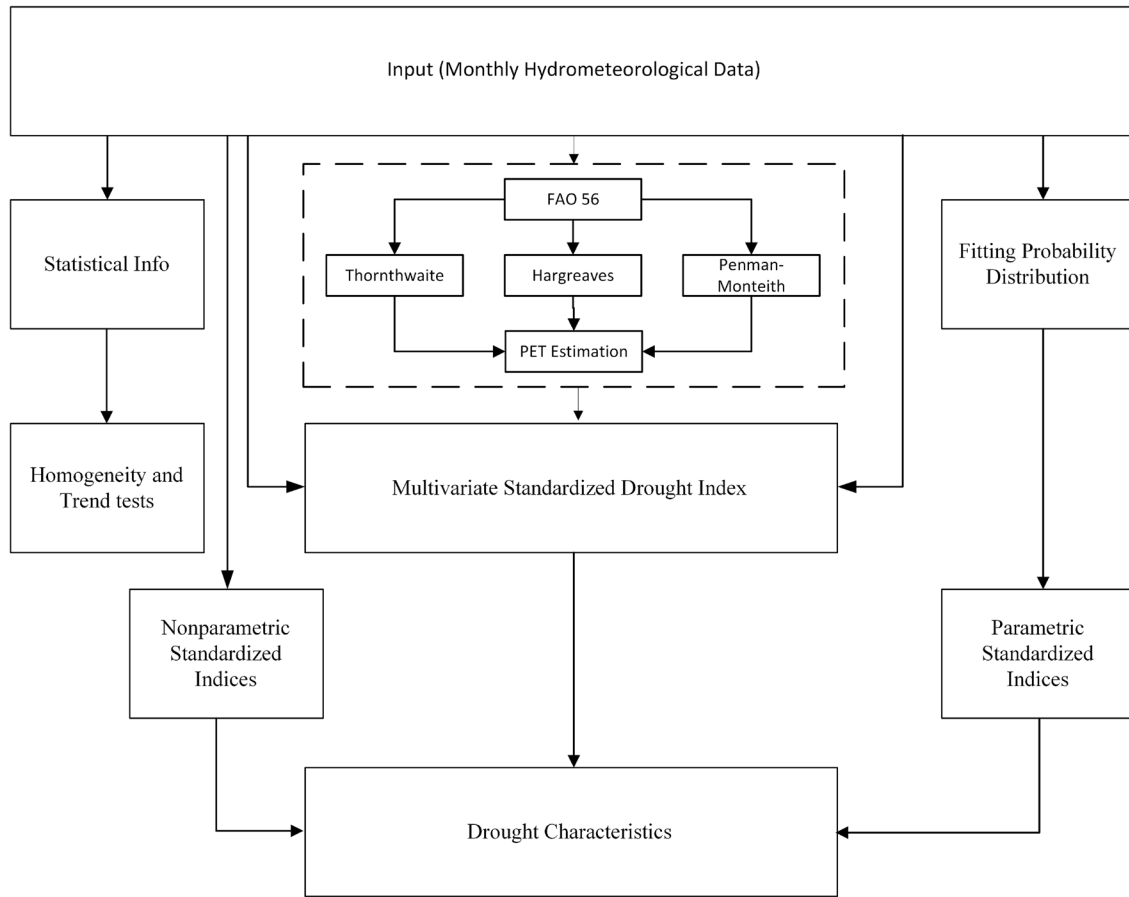 Input (Monthly Hydrometeorological Data)
FAO 56
Statistical Info
Thornthwaite
Hargreaves
Penman-
Monteith
Fitting Probability
Distribution
PET Estimation
Homogeneity and
Trend tests
Multivariate Standardized Drought Index
Nonparametric
Standardized
Indices
Parametric
Standardized
Indices
Drought Characteristics